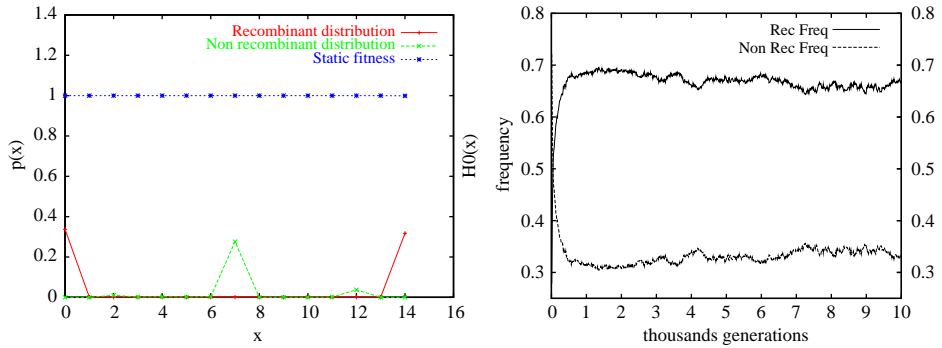 1.4
1.2
1
0.8
0.6
0.4
0.2
0
0 2 4 6 8 10 12 14 16
p(x)
H0(x)
x
Recombinant distribution
Non recombinant distribution
Static fitness
0.8
0.7
0.6
0.5
0.4
0.3
0.8
0.7
0.6
0.5
0.4
0.3
0 1 2 3 4 5 6 7 8 9 10
frequency
thousands generations
Rec Freq
Non Rec Freq